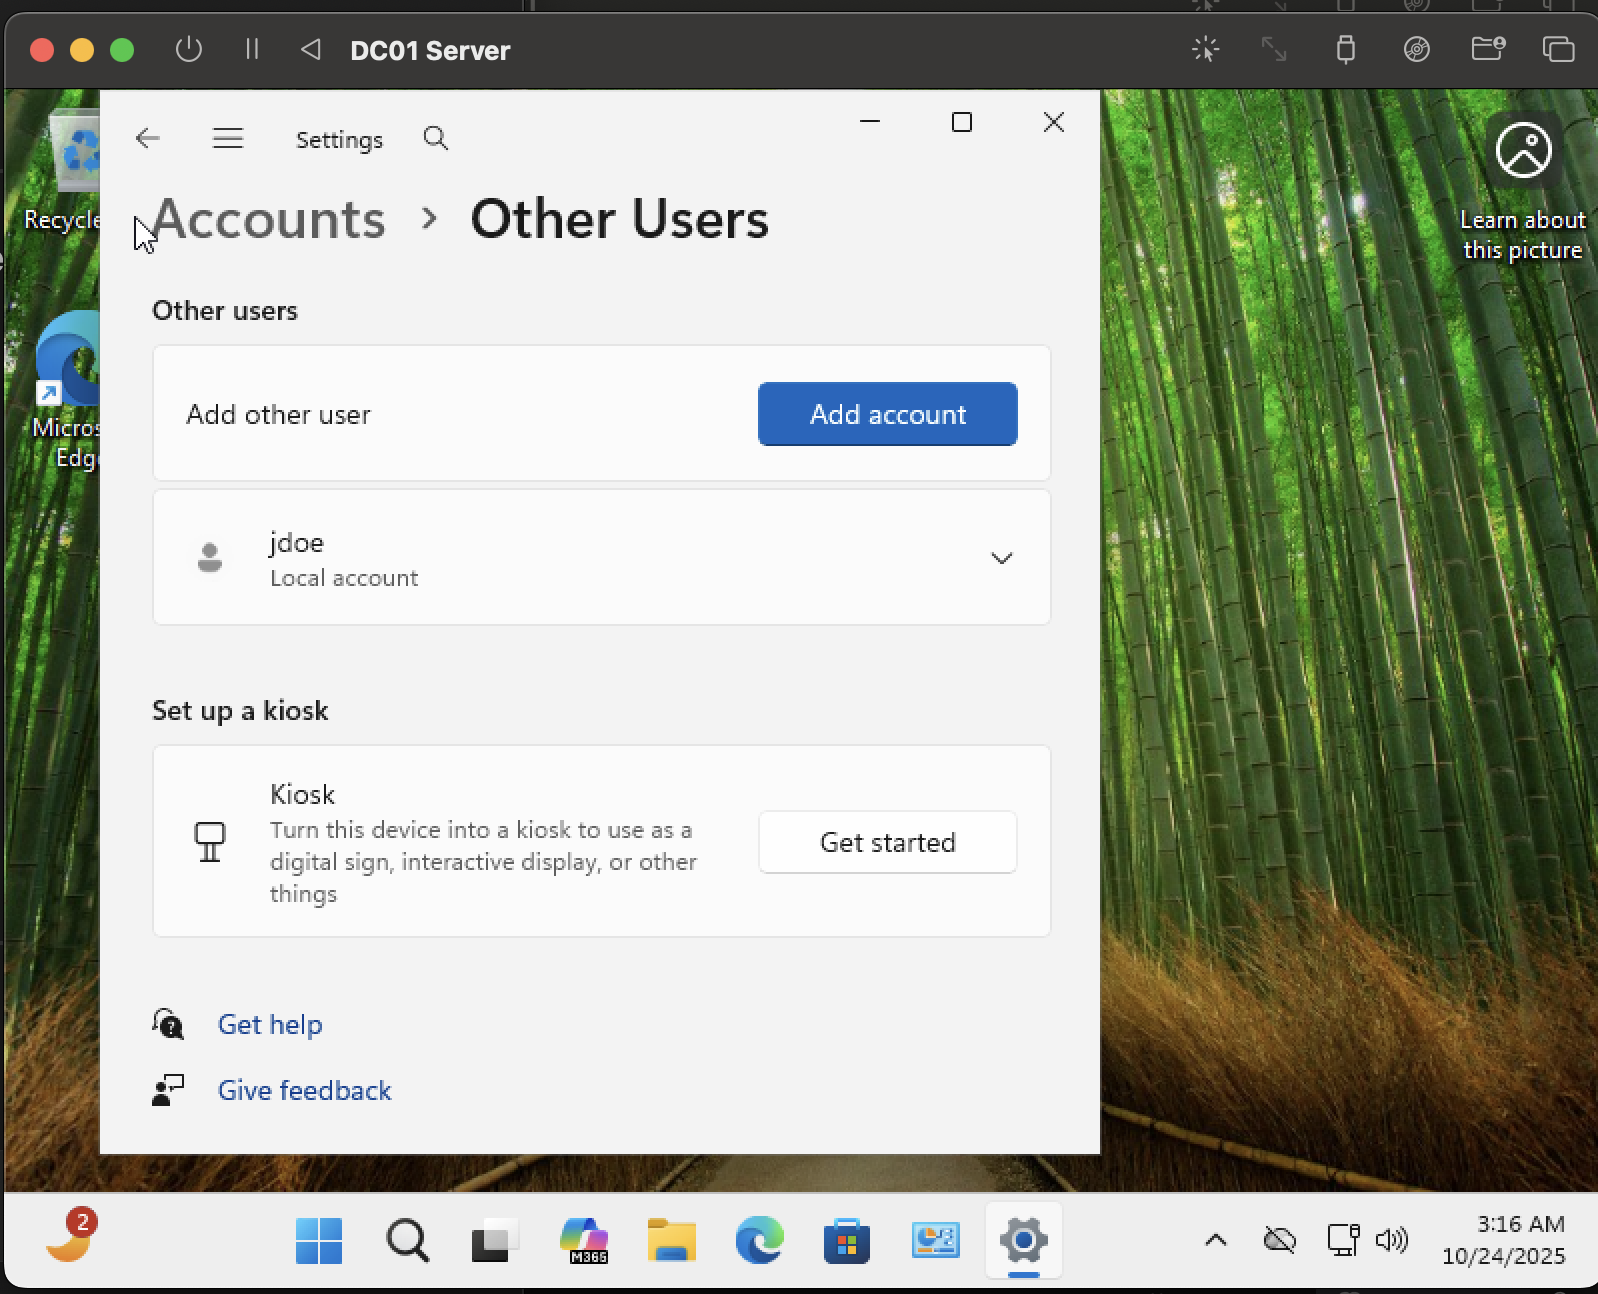 DC01 Server
Settings
Accounts › Other Users
Other users
Add other user
Add account
jdoe
Local account
Set up a kiosk
Kiosk
Turn this device into a kiosk to use as a
digital sign, interactive display, or other
things
Get started
Get help
Give feedback
Recycle
Micros
Edg
Learn about
this picture
2
M365
3:16 AM
10/24/2025